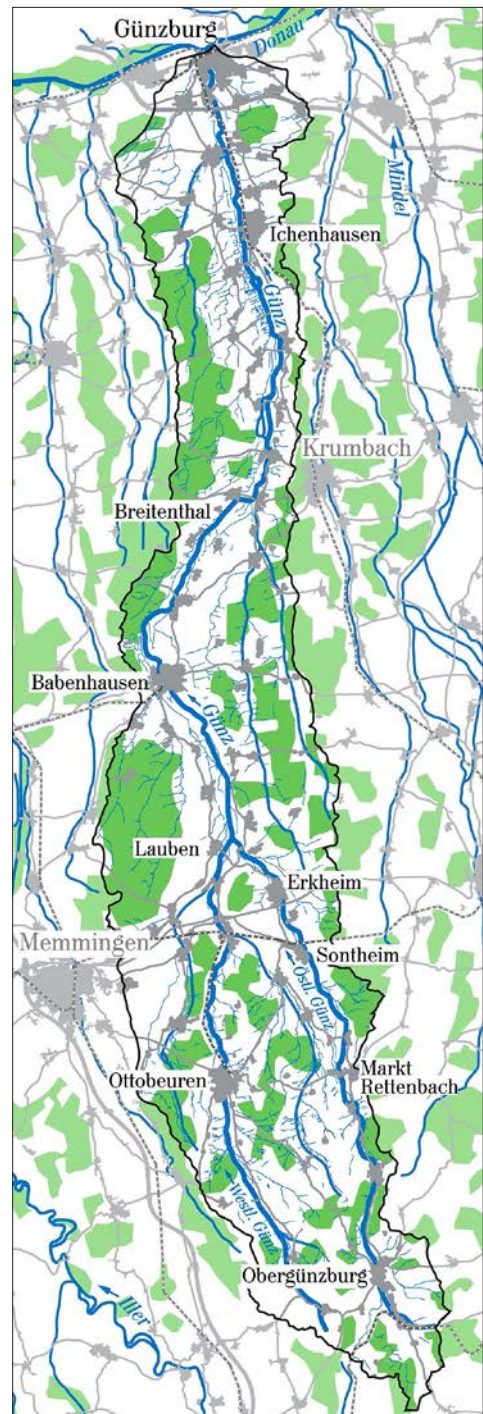 Günzburg
Donau
Mindel
Ichenhausen
Günz
Krumbach
Breitenthal
Babenhausen
Günz
Lauben
Erkheim
Memmingen
Sontheim
Östl. Günz
Ottobeuren
Markt
Rettenbach
Westl. Günz
Obergünzburg
Iller